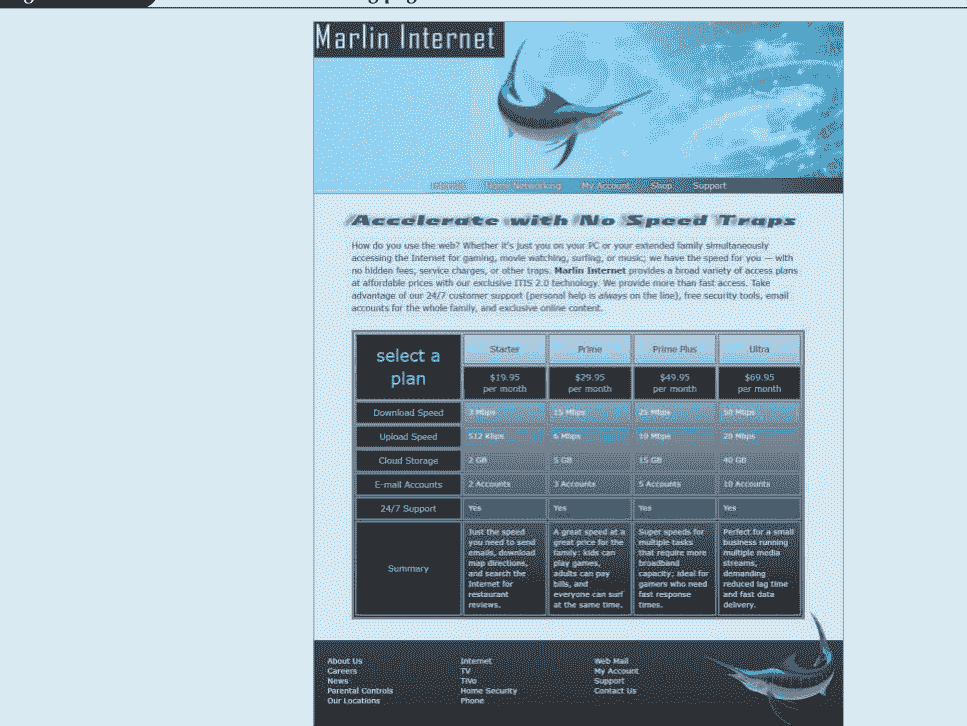 Marlin Internet
Internet Home Networking My Account Shop Support
Accelerate with No Speed Traps
How do you use the web? Whether it's just you on your PC or your extended family simultaneously
accessing the Internet for gaming, movie watching, surfing, or music; we have the speed for you — with
no hidden fees, service charges, or other traps. Marlin Internet provides a broad variety of access plans
at affordable prices with our exclusive ITIS 2.0 technology. We provide more than fast access. Take
advantage of our 24/7 customer support (personal help is always on the line), free security tools, email
accounts for the whole family, and exclusive online content.
select a
plan
Starter Prime Prime Plus Ultra
$19.95 $29.95 $49.95 $69.95
per month per month per month per month
Download Speed 3 Mbps 15 Mbps 25 Mbps 50 Mbps
Upload Speed 512 Kbps 6 Mbps 10 Mbps 20 Mbps
Cloud Storage 2 GB 5 GB 15 GB 40 GB
E-mail Accounts 2 Accounts 3 Accounts 5 Accounts 10 Accounts
24/7 Support Yes Yes Yes Yes
Summary
Just the speed
you need to send
emails, download
map directions,
and search the
Internet for
restaurant
reviews.
A great speed at a
great price for the
family: kids can
play games,
adults can pay
bills, and
everyone can surf
at the same time.
Super speeds for
multiple tasks
that require more
broadband
capacity; ideal for
gamers who need
fast response
times.
Perfect for a small
business running
multiple media
streams,
demanding
reduced lag time
and fast data
delivery.
About Us
Careers
News
Parental Controls
Our Locations
Internet
TV
TiVo
Home Security
Phone
Web Mail
My Account
Support
Contact Us